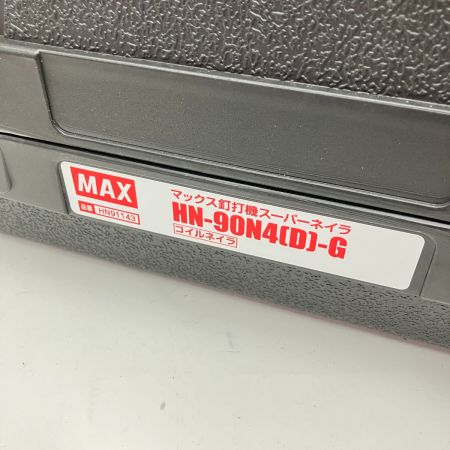 MAX
品番 HN91143
マックス釘打機スーパーネイラ
HN-90N4(D)-G
コイルネイラ